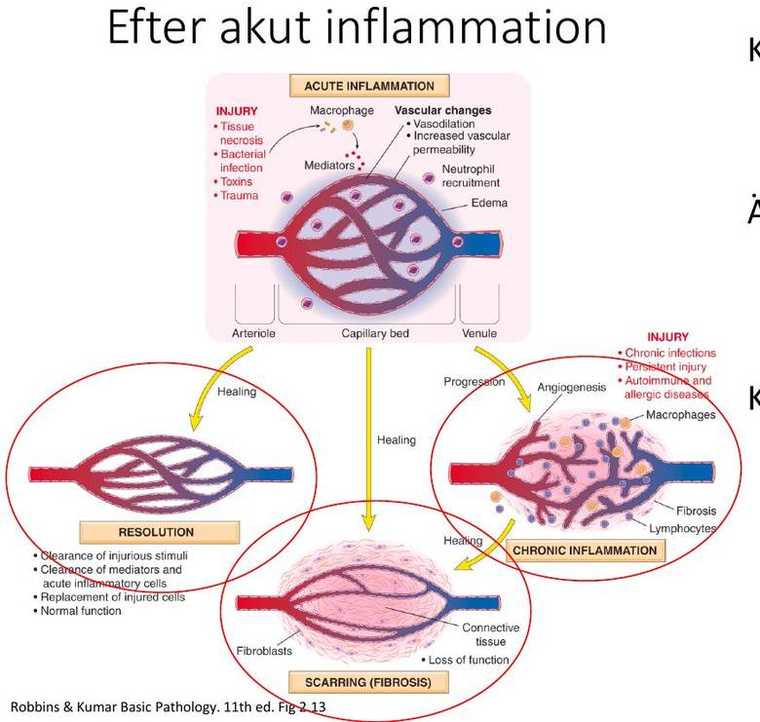 Efter akut inflammation
ACUTE INFLAMMATION
INJURY
• Tissue
necrosis
• Bacterial
infection
• Toxins
• Trauma
Macrophage
Mediators
Vascular changes
• Vasodilation
• Increased vascular
permeability
Neutrophil
recruitment
Edema
Arteriole
Capillary bed
Venule
Healing
Healing
Progression
INJURY
• Chronic infections
• Persistent injury
• Autoimmune and
allergic diseases
Angiogenesis
Macrophages
Fibrosis
Lymphocytes
CHRONIC INFLAMMATION
Healing
RESOLUTION
• Clearance of injurious stimuli
• Clearance of mediators and
acute inflammatory cells
• Replacement of injured cells
• Normal function
Fibroblasts
Connective
tissue
• Loss of function
SCARRING (FIBROSIS)
Robbins & Kumar Basic Pathology. 11th ed. Fig 2.13
K
Ä
K